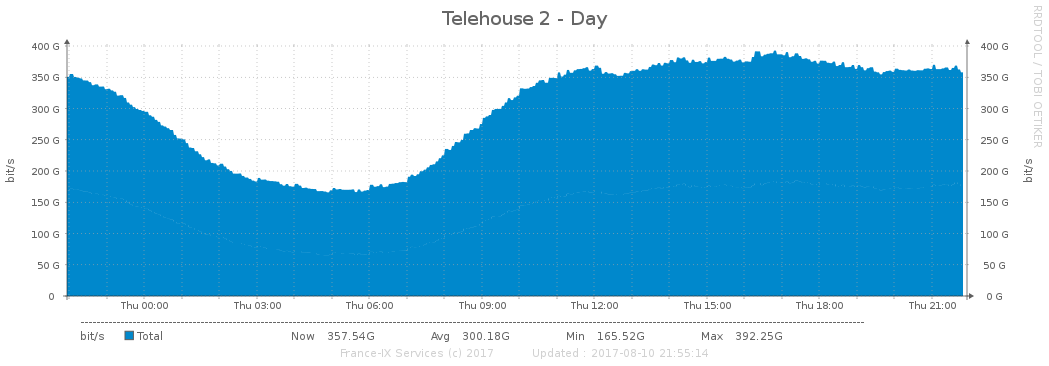 Telehouse 2 - Day
RRDTOOL / TOBI OETIKER
bit/s
400 G
350 G
300 G
250 G
200 G
150 G
100 G
50 G
0
400 G
350 G
300 G
250 G
200 G
150 G
100 G
50 G
0 G
bit/s
Thu 00:00 Thu 03:00 Thu 06:00 Thu 09:00 Thu 12:00 Thu 15:00 Thu 18:00 Thu 21:00
bit/s Total Now 357.54G Avg 300.18G Min 165.52G Max 392.25G
France-IX Services (c) 2017 Updated : 2017-08-10 21:55:14